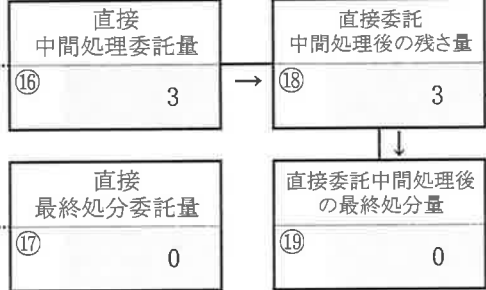 直接
中間処理委託量
⑯
3
→
直接委託
中間処理後の残さ量
⑱
3
↓
直接
最終処分委託量
⑰
0
直接委託中間処理後
の最終処分量
⑲
0